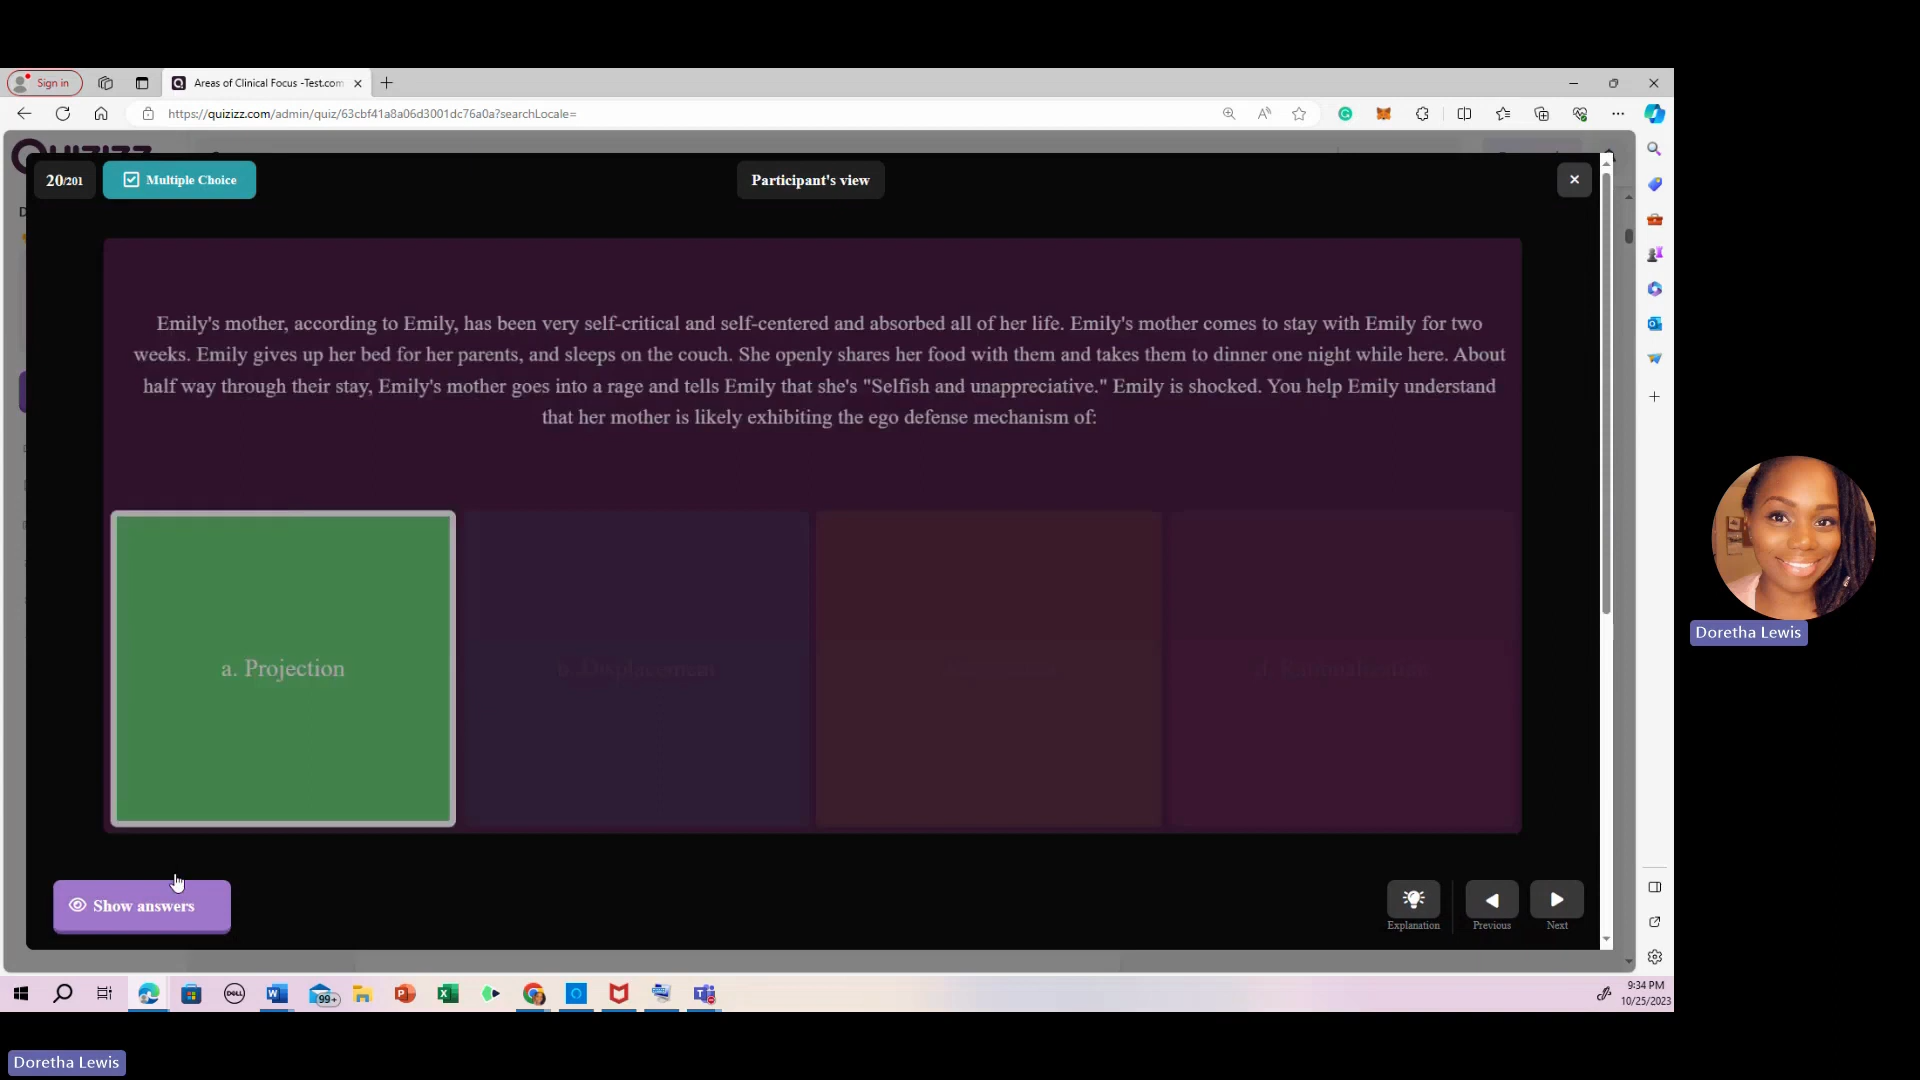 Sign in
Areas of Clinical Focus -Test.com
https://quizizz.com/admin/quiz/63cbf41a8a06d3001dc76a0a?searchLocale=
20/201
Multiple Choice
Participant's view
Emily's mother, according to Emily, has been very self-critical and self-centered and absorbed all of her life. Emily's mother comes to stay with Emily for two
weeks. Emily gives up her bed for her parents, and sleeps on the couch. She openly shares her food with them and takes them to dinner one night while here. About
half way through their stay, Emily's mother goes into a rage and tells Emily that she's "Selfish and unappreciative." Emily is shocked. You help Emily understand
that her mother is likely exhibiting the ego defense mechanism of:
a. Projection
b. Displacement
d. Rationalization
Show answers
Explanation
Previous
Next
Doretha Lewis
DELL
99+
9:34 PM
10/25/2023
Doretha Lewis